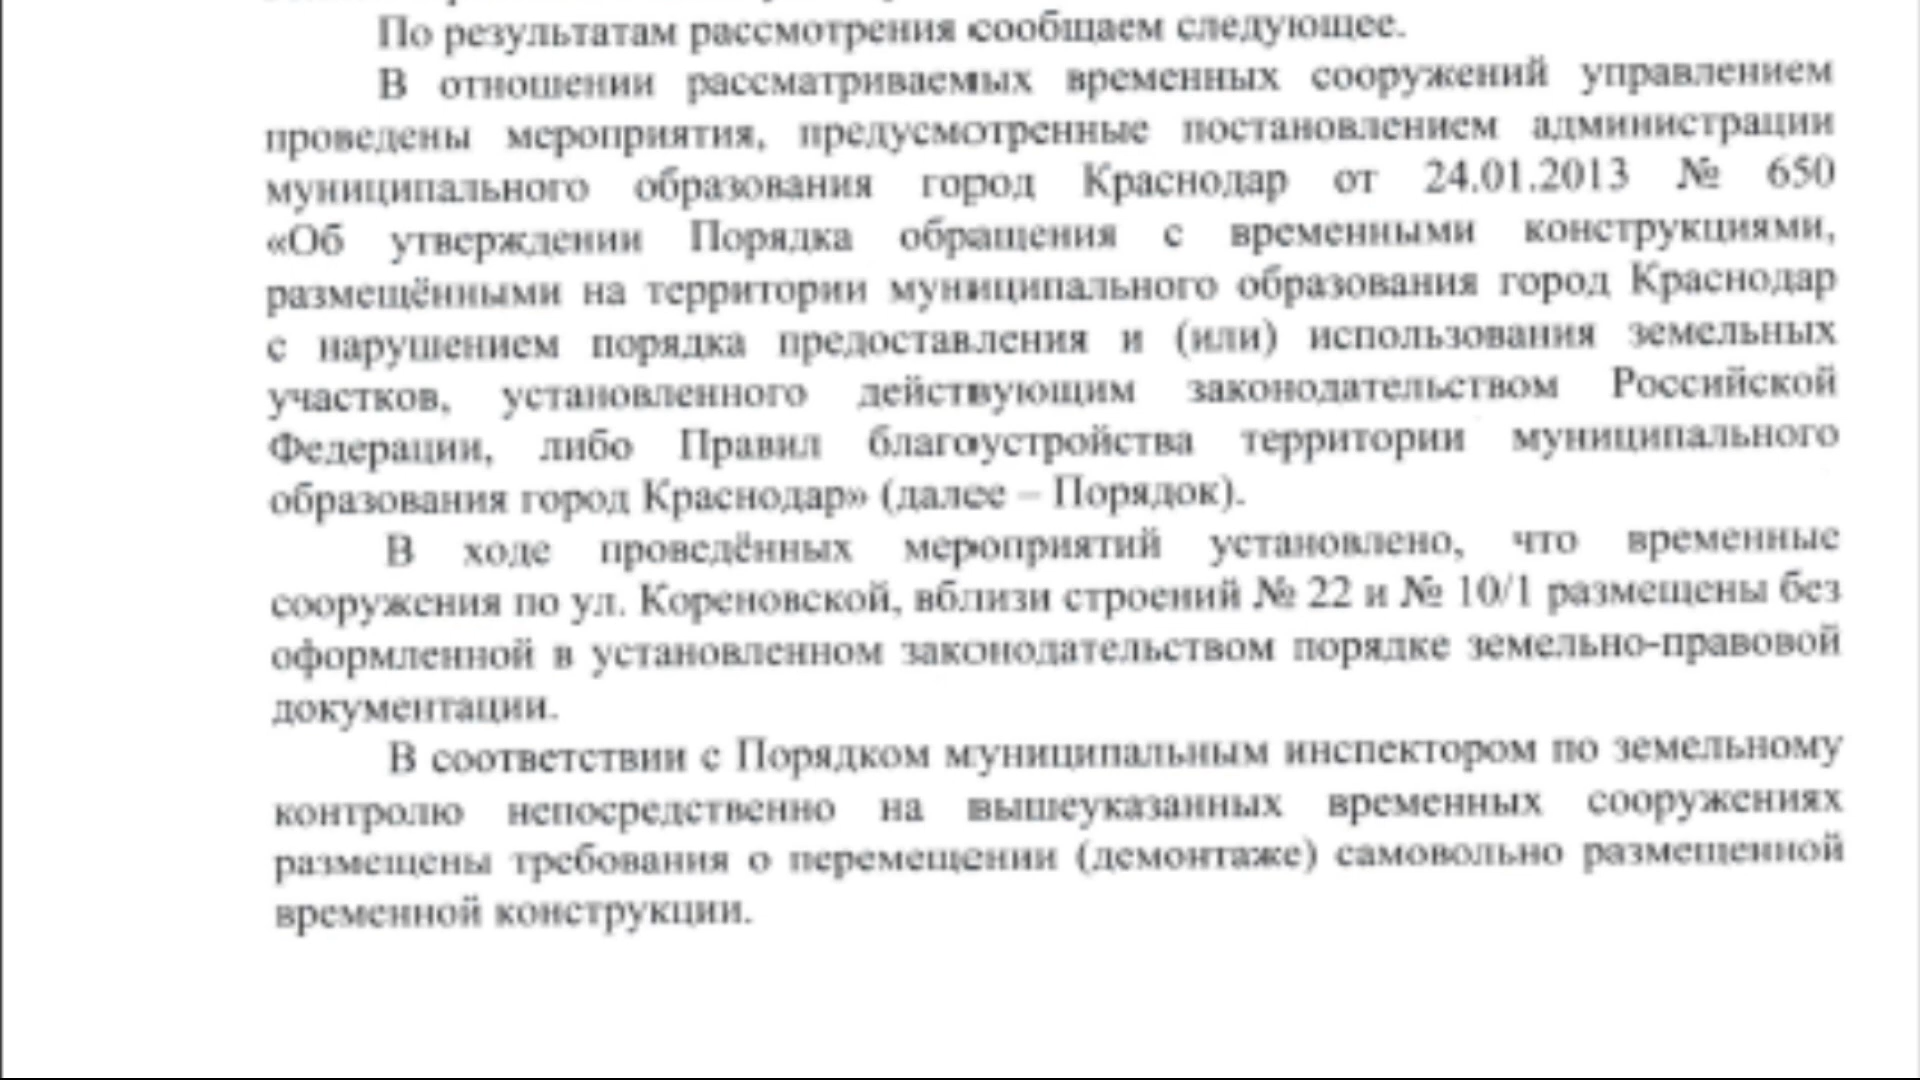 По результатам рассмотрения сообщаем следующее.
В отношении рассматриваемых временных сооружений управлением
проведены мероприятия, предусмотренные постановлением администрации
муниципального образования город Краснодар от 24.01.2013 № 650
«Об утверждении Порядка обращения с временными конструкциями,
размещёнными на территории муниципального образования город Краснодар
с нарушением порядка предоставления и (или) использования земельных
участков, установленного действующим законодательством Российской
Федерации, либо Правил благоустройства территории муниципального
образования город Краснодар» (далее – Порядок).
В ходе проведённых мероприятий установлено, что временные
сооружения по ул. Кореновской, вблизи строений № 22 и № 10/1 размещены без
оформленной в установленном законодательством порядке земельно-правовой
документации.
В соответствии с Порядком муниципальным инспектором по земельному
контролю непосредственно на вышеуказанных временных сооружениях
размещены требования о перемещении (демонтаже) самовольно размещенной
временной конструкции.